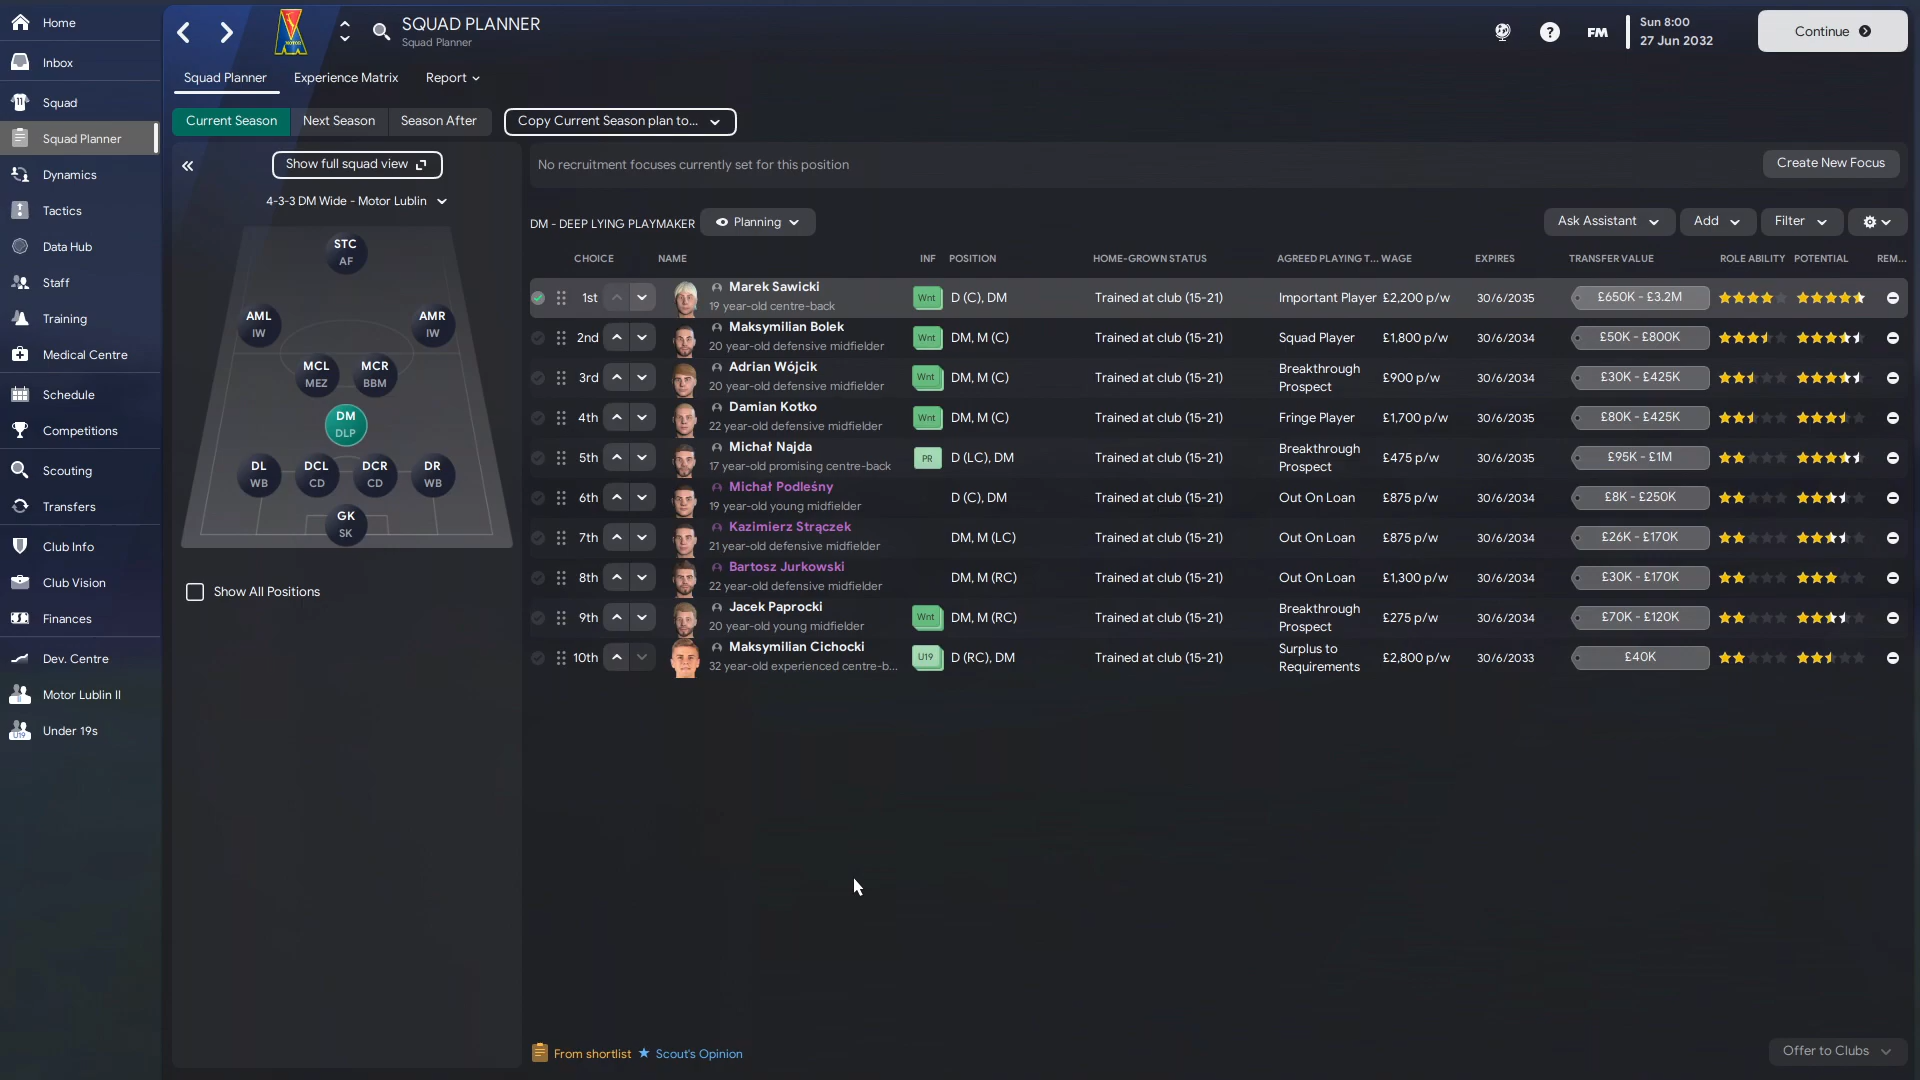 Home
Inbox
Squad
Squad Planner
Dynamics
Tactics
Data Hub
Staff
Training
Medical Centre
Schedule
Competitions
Scouting
Transfers
Club Info
Club Vision
Finances
Dev. Centre
Motor Lublin II
Under 19s
SQUAD PLANNER
Squad Planner
FM
Sun 8:00
27 Jun 2032
Continue
Squad Planner Experience Matrix Report
Current Season Next Season Season After Copy Current Season plan to...
Show full squad view
4-3-3 DM Wide - Motor Lublin
STC
AF
AML
IW
AMR
IW
MCL
MEZ
MCR
BBM
DM
DLP
DL
WB
DCL
CD
DCR
CD
DR
WB
GK
SK
Show All Positions
No recruitment focuses currently set for this position
Create New Focus
DM - DEEP LYING PLAYMAKER Planning Ask Assistant Add Filter
CHOICE NAME INF POSITION HOME-GROWN STATUS AGREED PLAYING T... WAGE EXPIRES TRANSFER VALUE ROLE ABILITY POTENTIAL REM...
1st Marek Sawicki Wnt D (C), DM Trained at club (15-21) Important Player £2,200 p/w 30/6/2035 £650K - £3.2M
19 year-old centre-back
2nd Maksymilian Bolek Wnt DM, M (C) Trained at club (15-21) Squad Player £1,800 p/w 30/6/2034 £50K - £800K
20 year-old defensive midfielder
3rd Adrian Wójcik Wnt DM, M (C) Trained at club (15-21) Breakthrough Prospect £900 p/w 30/6/2034 £30K - £425K
20 year-old defensive midfielder
4th Damian Kotko Wnt DM, M (C) Trained at club (15-21) Fringe Player £1,700 p/w 30/6/2035 £80K - £425K
22 year-old defensive midfielder
5th Michał Najda PR D (LC), DM Trained at club (15-21) Breakthrough Prospect £475 p/w 30/6/2035 £95K - £1M
17 year-old promising centre-back
6th Michał Podleśny D (C), DM Trained at club (15-21) Out On Loan £875 p/w 30/6/2034 £8K - £250K
19 year-old young midfielder
7th Kazimierz Strączek DM, M (LC) Trained at club (15-21) Out On Loan £875 p/w 30/6/2034 £26K - £170K
21 year-old defensive midfielder
8th Bartosz Jurkowski DM, M (RC) Trained at club (15-21) Out On Loan £1,300 p/w 30/6/2034 £30K - £170K
22 year-old defensive midfielder
9th Jacek Paprocki Wnt DM, M (RC) Trained at club (15-21) Breakthrough Prospect £275 p/w 30/6/2034 £70K - £120K
20 year-old young midfielder
10th Maksymilian Cichocki U19 D (RC), DM Trained at club (15-21) Surplus to Requirements £2,800 p/w 30/6/2033 £40K
32 year-old experienced centre-b...
From shortlist Scout's Opinion
Offer to Clubs